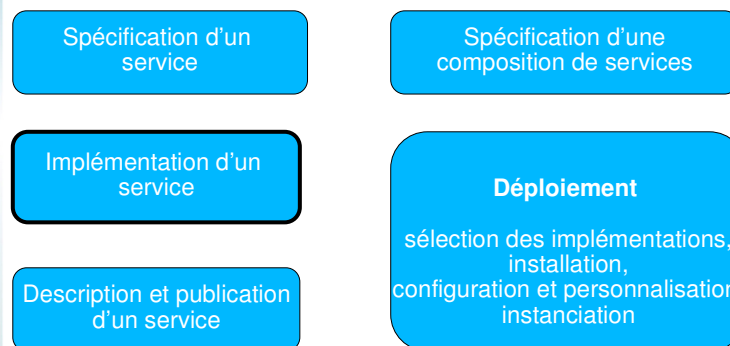 Spécification d'un
service
Spécification d'une
composition de services
Implémentation d'un
service
Déploiement
sélection des implémentations,
installation,
configuration et personnalisation
instanciation
Description et publication
d'un service